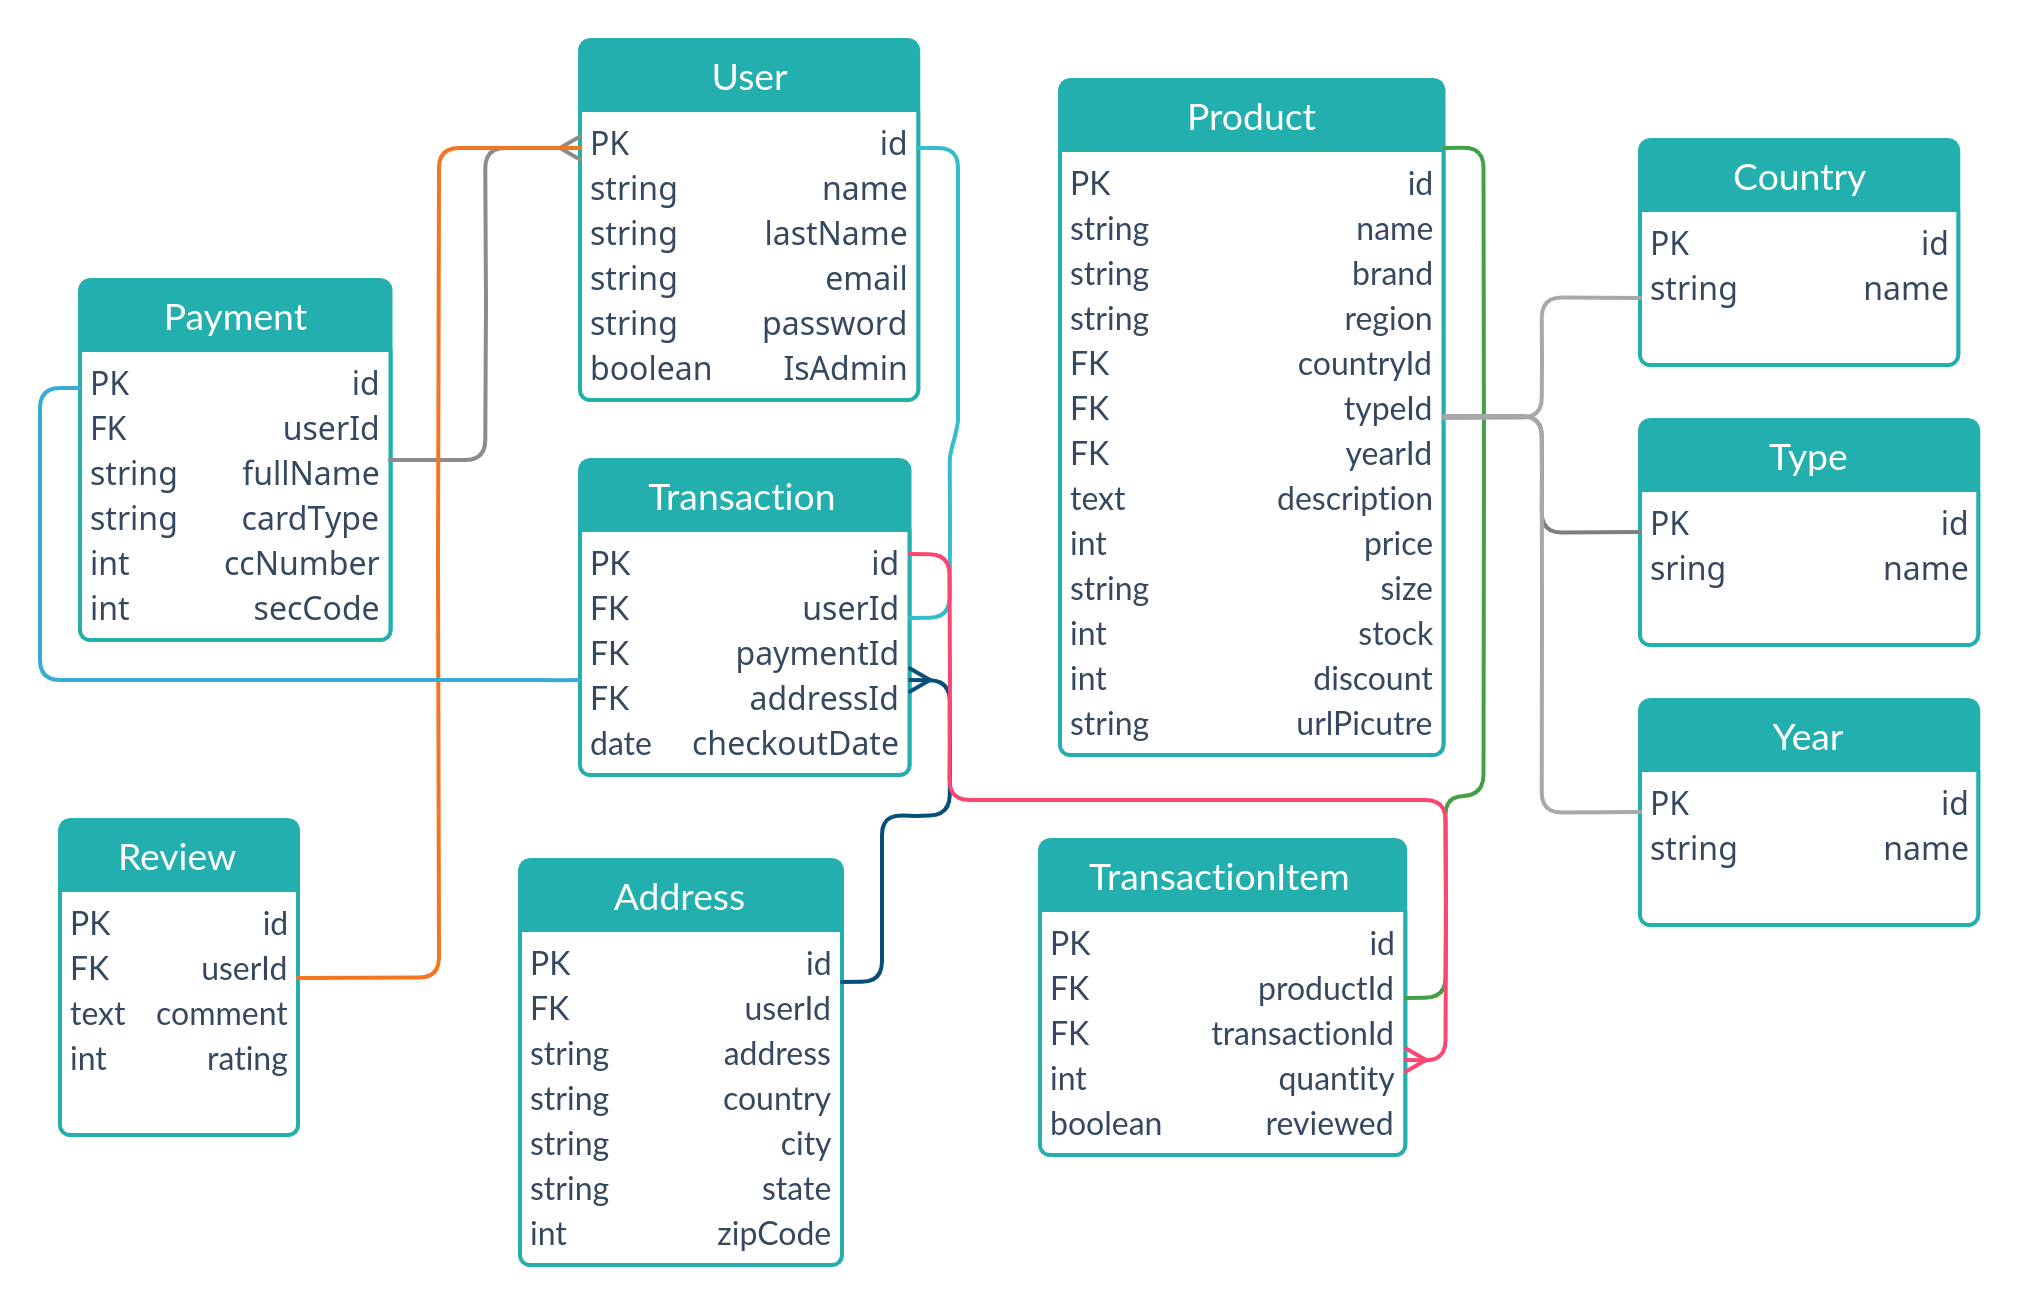 User
PK id
string name
string lastName
string email
string password
boolean IsAdmin
Product
PK id
string name
string brand
string region
FK countryId
FK typeId
FK yearId
text description
int price
string size
int stock
int discount
string urlPicutre
Country
PK id
string name
Payment
PK id
FK userId
string fullName
string cardType
int ccNumber
int secCode
Transaction
PK id
FK userId
FK paymentId
FK addressId
date checkoutDate
Type
PK id
sring name
Year
PK id
string name
Review
PK id
FK userId
text comment
int rating
Address
PK id
FK userId
string address
string country
string city
string state
int zipCode
TransactionItem
PK id
FK productId
FK transactionId
int quantity
boolean reviewed